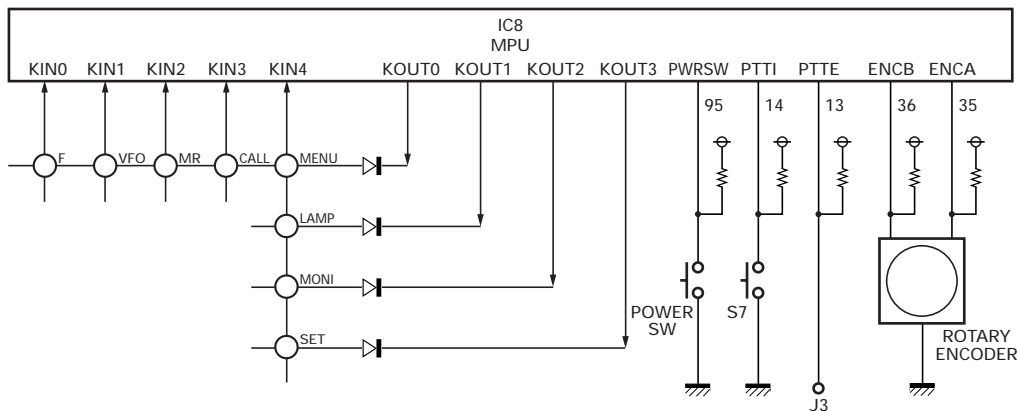 IC8
MPU
KIN0 KIN1 KIN2 KIN3 KIN4 KOUT0 KOUT1 KOUT2 KOUT3 PWRSW PTTI PTTE ENCB ENCA
95 14 13 36 35
F VFO MR CALL MENU
LAMP
MONI
SET
POWER
SW
S7
ROTARY
ENCODER
J3